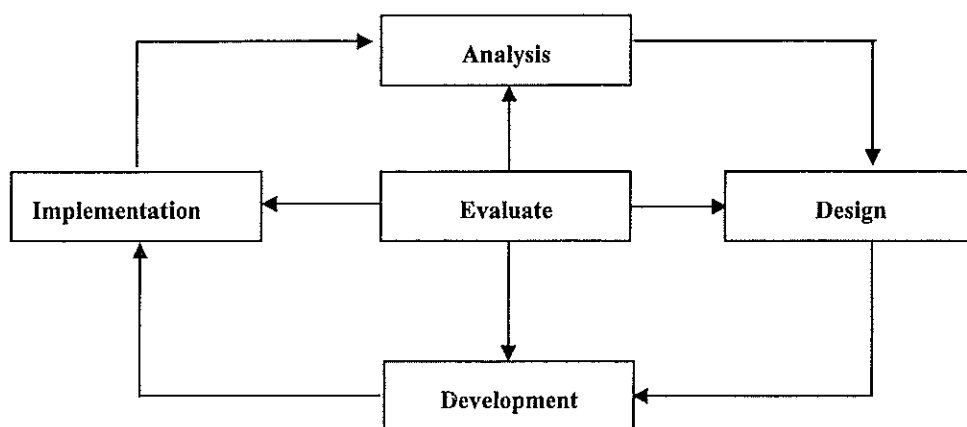 Analysis
Implementation
Evaluate
Design
Development